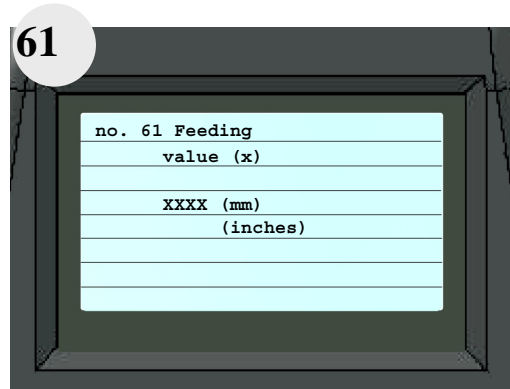 61
no. 61 Feeding
value (x)
XXXX (mm)
(inches)